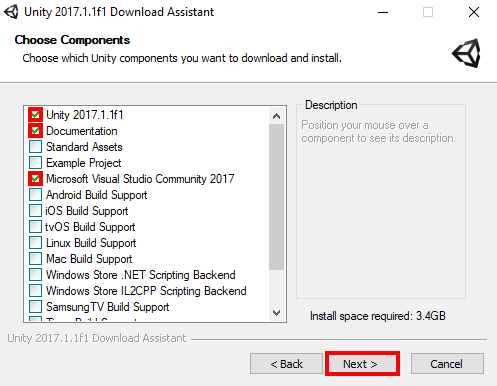 Unity 2017.1.1f1 Download Assistant
Choose Components
Choose which Unity components you want to download and install.
Unity 2017.1.1f1
Documentation
Standard Assets
Example Project
Microsoft Visual Studio Community 2017
Android Build Support
iOS Build Support
tvOS Build Support
Linux Build Support
Mac Build Support
Windows Store .NET Scripting Backend
Windows Store IL2CPP Scripting Backend
SamsungTV Build Support
Description
Position your mouse over a
component to see its description.
Install space required: 3.4GB
Unity 2017.1.1f1 Download Assistant
< Back
Next >
Cancel